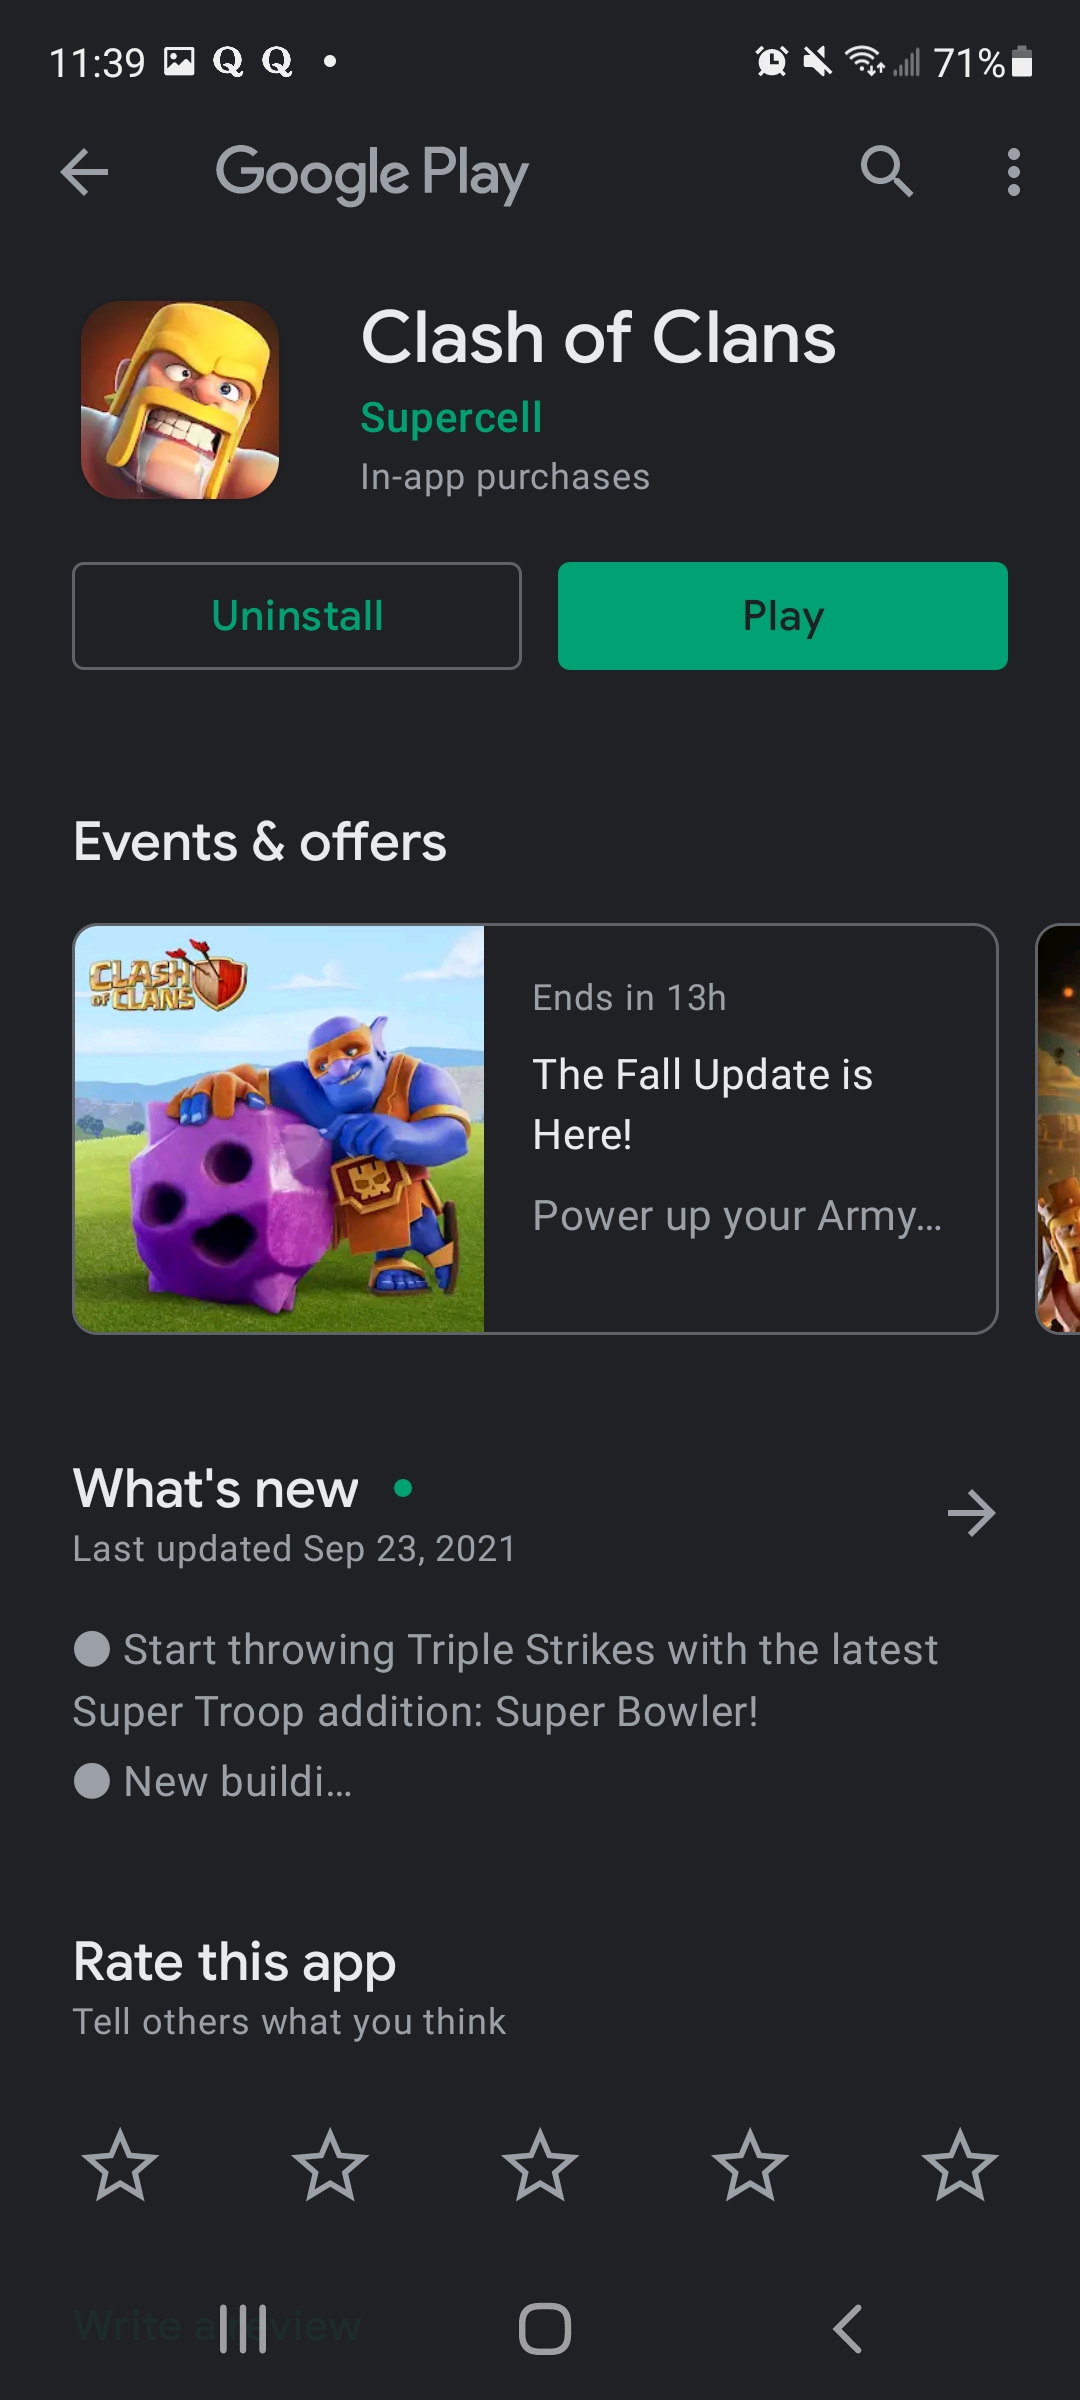 11:39
71%
Google Play
Clash of Clans
Supercell
In-app purchases
Uninstall
Play
Events & offers
CLASH
OF CLANS
Ends in 13h
The Fall Update is
Here!
Power up your Army...
What's new
Last updated Sep 23, 2021
● Start throwing Triple Strikes with the latest
Super Troop addition: Super Bowler!
● New buildi...
Rate this app
Tell others what you think
Write a review